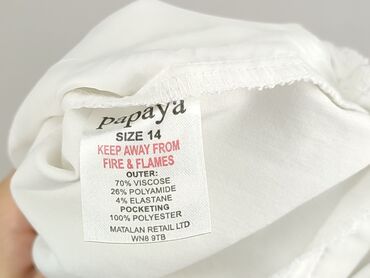 papaya
SIZE 14
KEEP AWAY FROM
FIRE & FLAMES
OUTER:
70% VISCOSE
26% POLYAMIDE
4% ELASTANE
POCKETING
100% POLYESTER
MATALAN RETAIL LTD
WN8 9TB